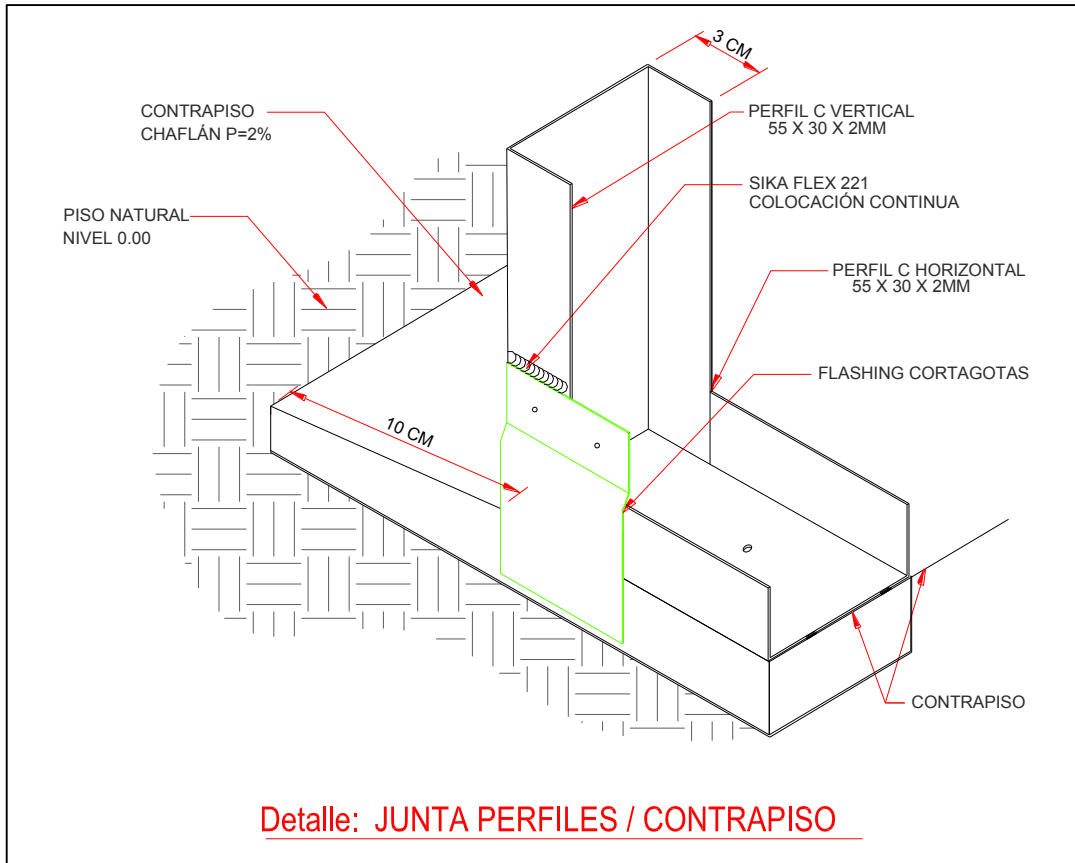 3 CM
CONTRAPISO
CHAFLÁN P=2%
PERFIL C VERTICAL
55 X 30 X 2MM
SIKA FLEX 221
COLOCACIÓN CONTINUA
PISO NATURAL
NIVEL 0.00
PERFIL C HORIZONTAL
55 X 30 X 2MM
FLASHING CORTAGOTAS
10 CM
CONTRAPISO
Detalle: JUNTA PERFILES / CONTRAPISO